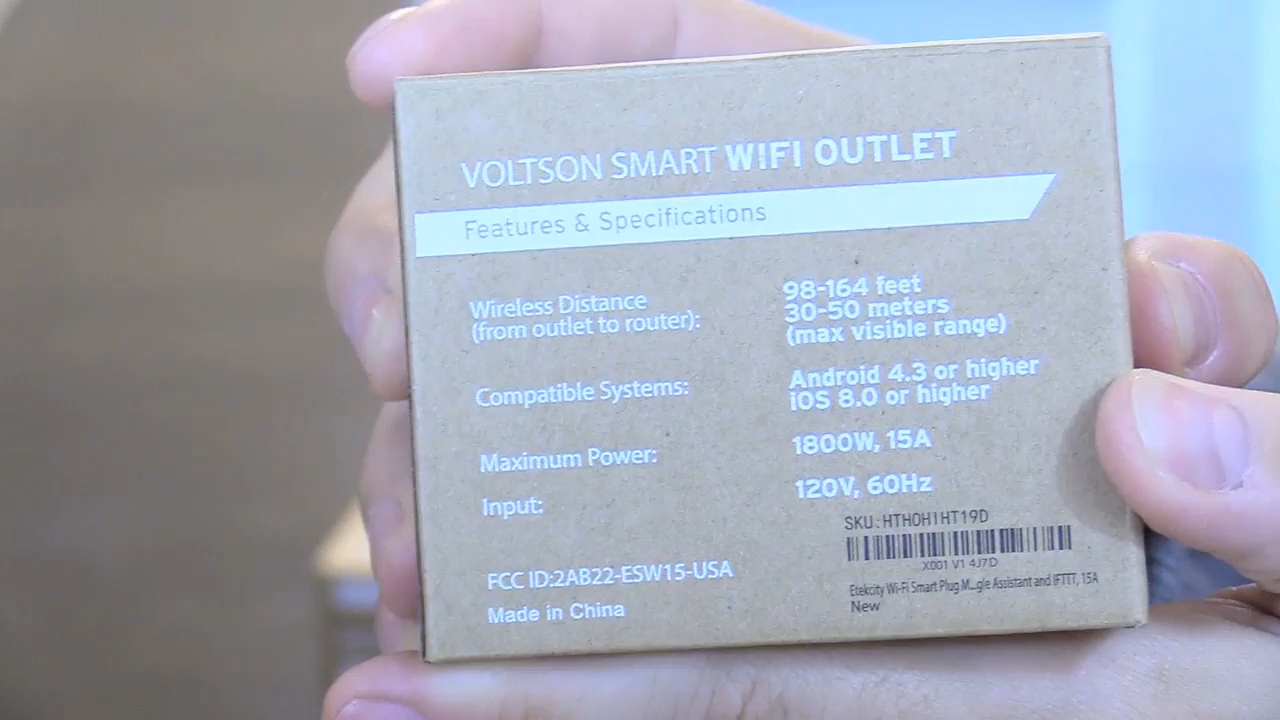 VOLTSON SMART WIFI OUTLET
Features & Specifications
Wireless Distance
(from outlet to router):
98-164 feet
30-50 meters
(max visible range)
Compatible Systems:
Android 4.3 or higher
iOS 8.0 or higher
Maximum Power:
1800W, 15A
Input:
120V, 60Hz
SKU:HTH0H1HT19D
X001 V1 4J7D
Etekcity Wi-Fi Smart Plug M...gle Assistant and IFTTT, 15A
New
FCC ID:2AB22-ESW15-USA
Made in China